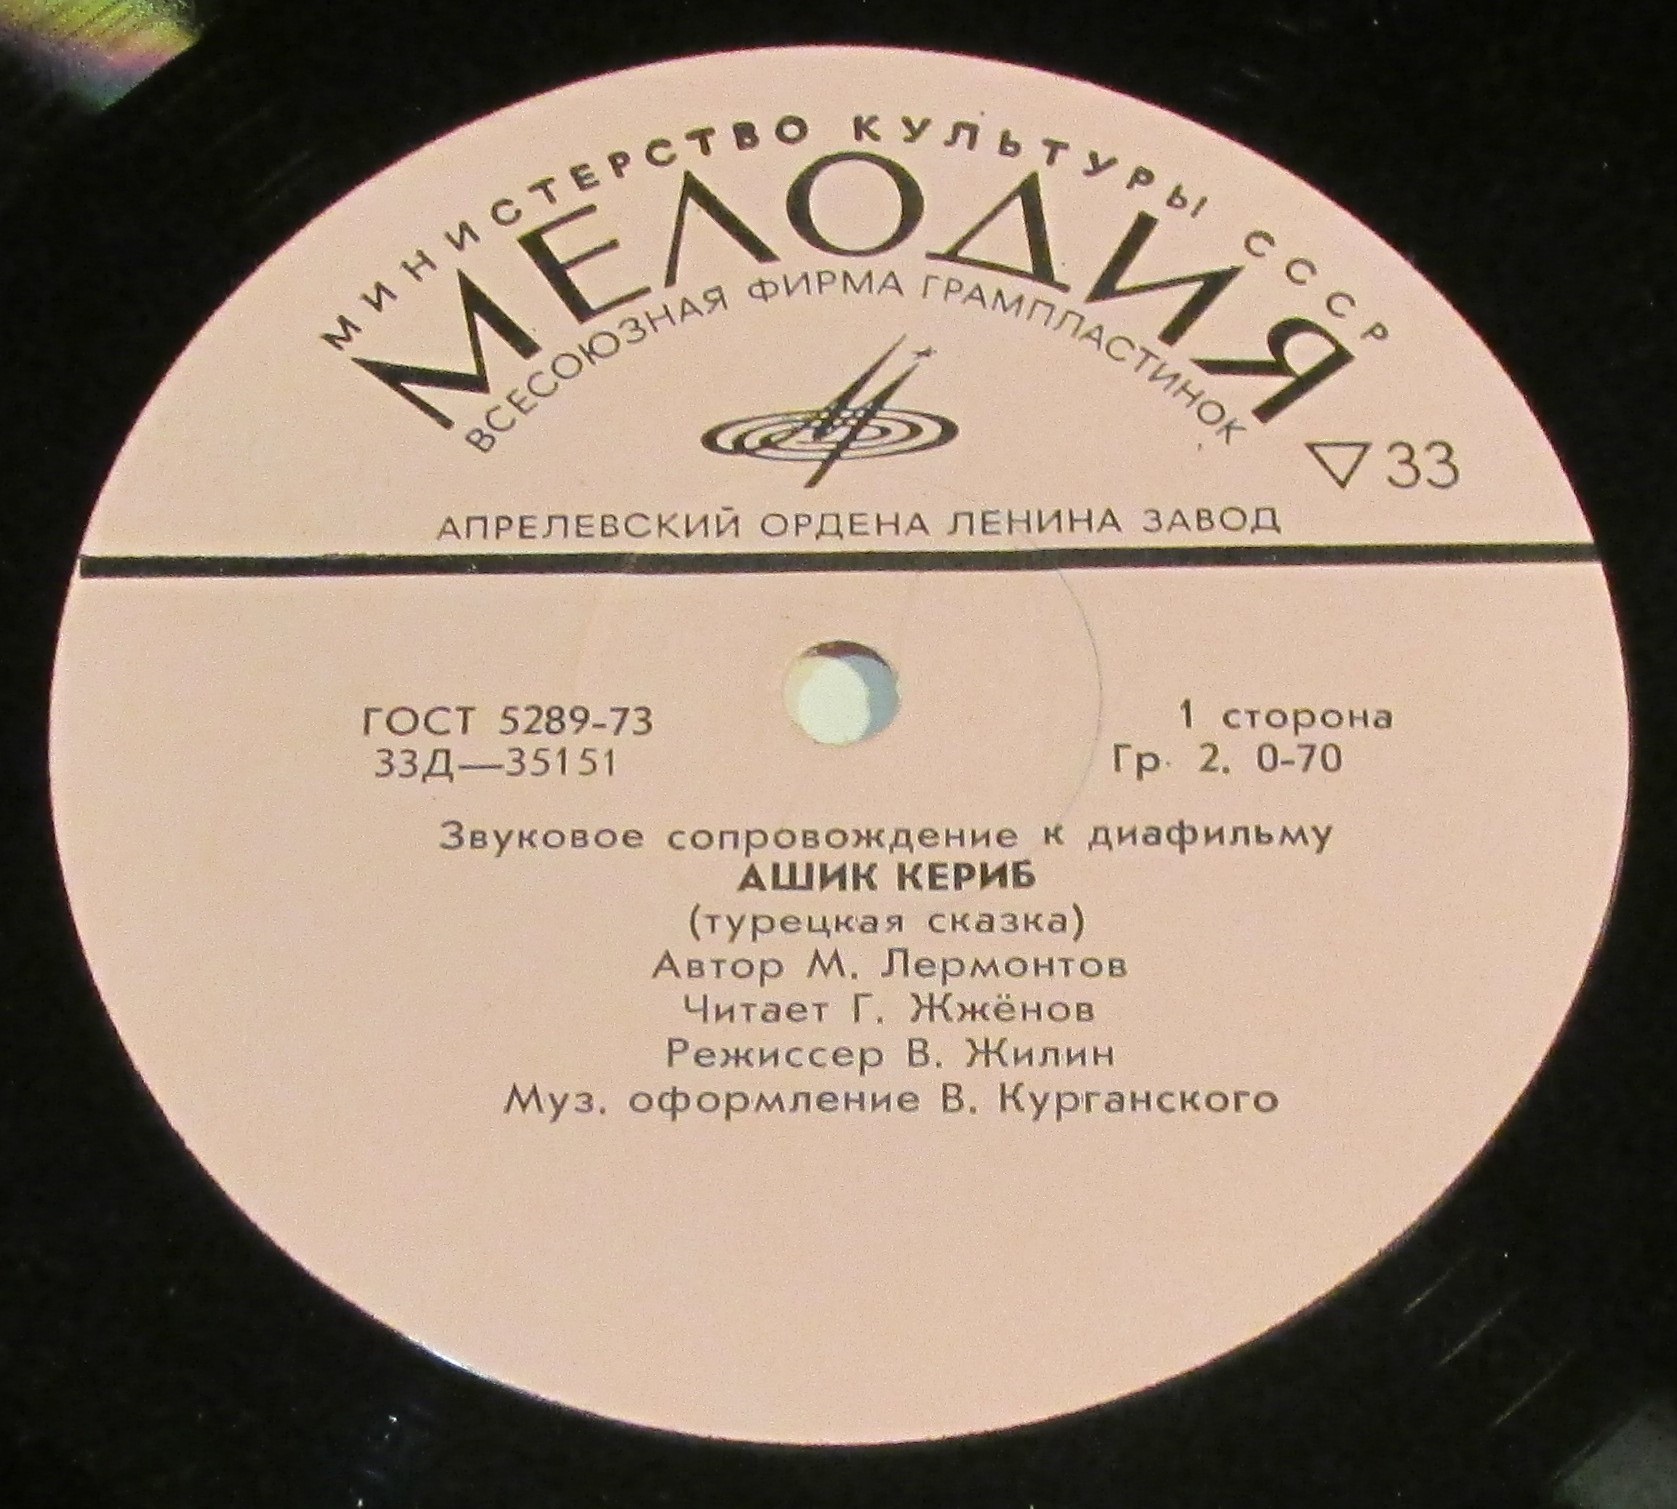 МИНИСТЕРСТВО КУЛЬТУРЫ СССР
МЕЛОДИЯ
ВСЕСОЮЗНАЯ ФИРМА ГРАМПЛАСТИНОК
▽33
АПРЕЛЕВСКИЙ ОРДЕНА ЛЕНИНА ЗАВОД
ГОСТ 5289-73
33Д—35151
1 сторона
Гр. 2. 0-70
Звуковое сопровождение к диафильму
АШИК КЕРИБ
(турецкая сказка)
Автор М. Лермонтов
Читает Г. Жжёнов
Режиссер В. Жилин
Муз. оформление В. Курганского